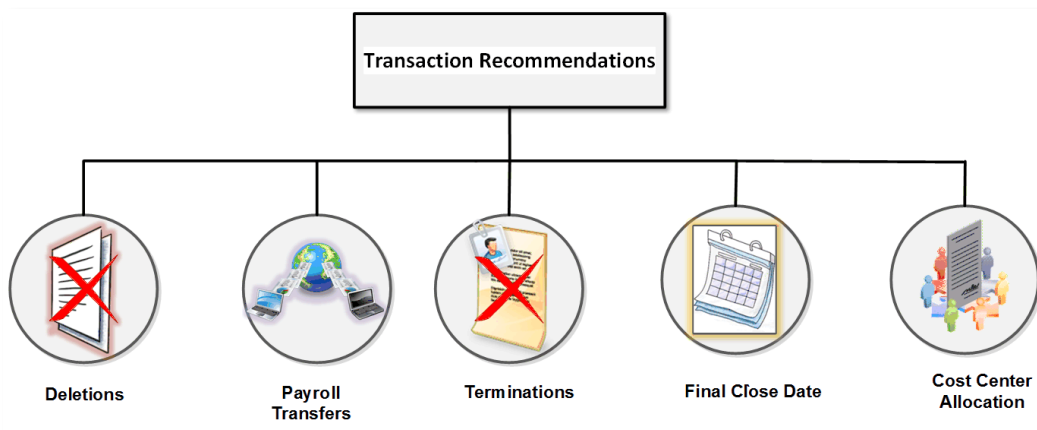 Transaction Recommendations
Deletions
Payroll
Transfers
Terminations
Final Close Date
Cost Center
Allocation